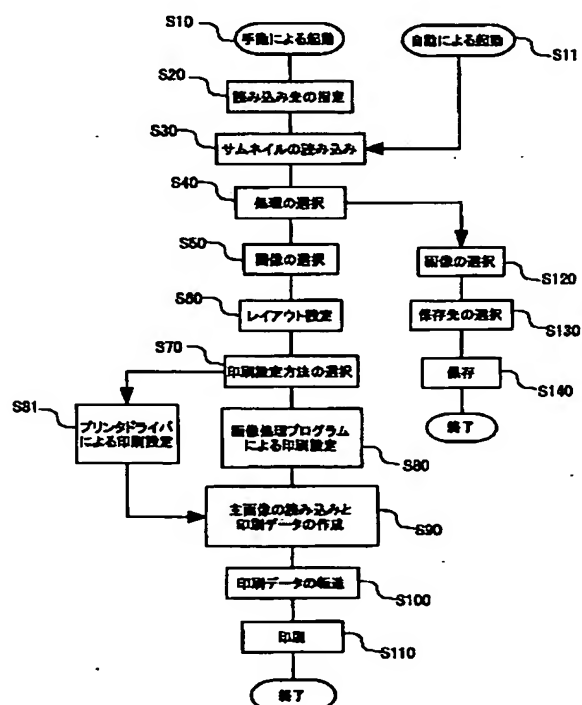 S10
手動による起動
自動による起動
S11
S20
読み込み先の指定
S30
サムネイルの読み込み
S40
処理の選択
S50
画像の選択
画像の選択
S120
S60
レイアウト設定
保存先の選択
S130
S70
印刷設定方法の選択
保存
S140
S81
プリンタドライバ
による印刷設定
画像処理プログラム
による印刷設定
S80
終了
主画像の読み込みと
印刷データの作成
S90
印刷データの転送
S100
印刷
S110
終了